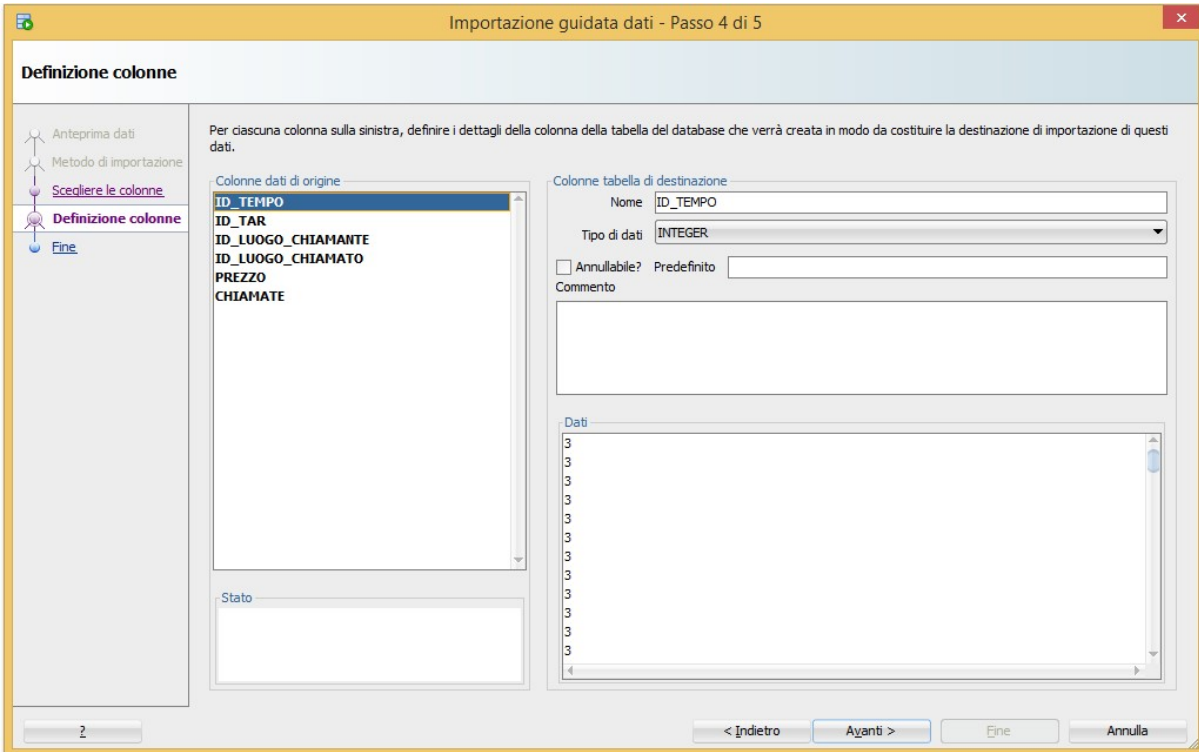 Importazione guidata dati - Passo 4 di 5
Definizione colonne
Anteprima dati
Metodo di importazione
Scegliere le colonne
Definizione colonne
Fine
Per ciascuna colonna sulla sinistra, definire i dettagli della colonna della tabella del database che verrà creata in modo da costituire la destinazione di importazione di questi
dati.
Colonne dati di origine
ID_TEMPO
ID_TAR
ID_LUOGO_CHIAMANTE
ID_LUOGO_CHIAMATO
PREZZO
CHIAMATE
Stato
Colonne tabella di destinazione
Nome ID_TEMPO
Tipo di dati INTEGER
Annullabile? Predefinito
Commento
Dati
3
3
3
3
3
3
3
3
3
3
3
3
? < Indietro Avanti > Fine Annulla